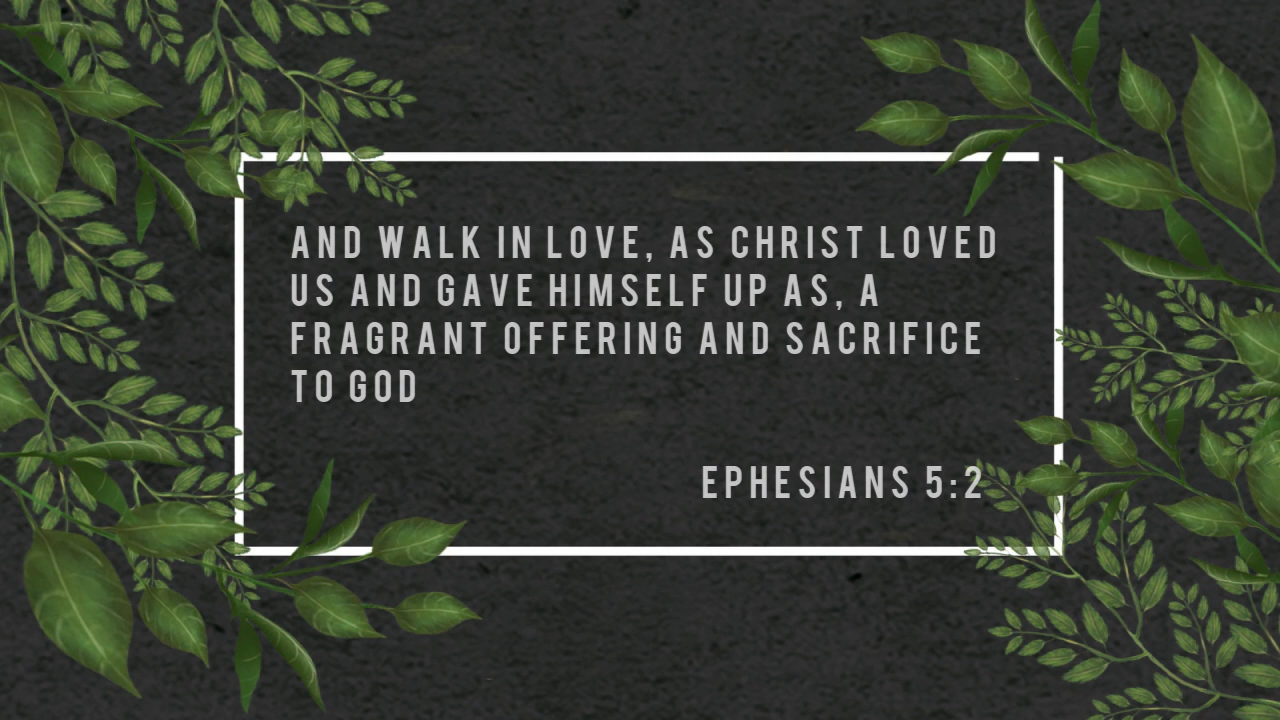 AND WALK IN LOVE, AS CHRIST LOVED
US AND GAVE HIMSELF UP AS, A
FRAGRANT OFFERING AND SACRIFICE
TO GOD
EPHESIANS 5:2